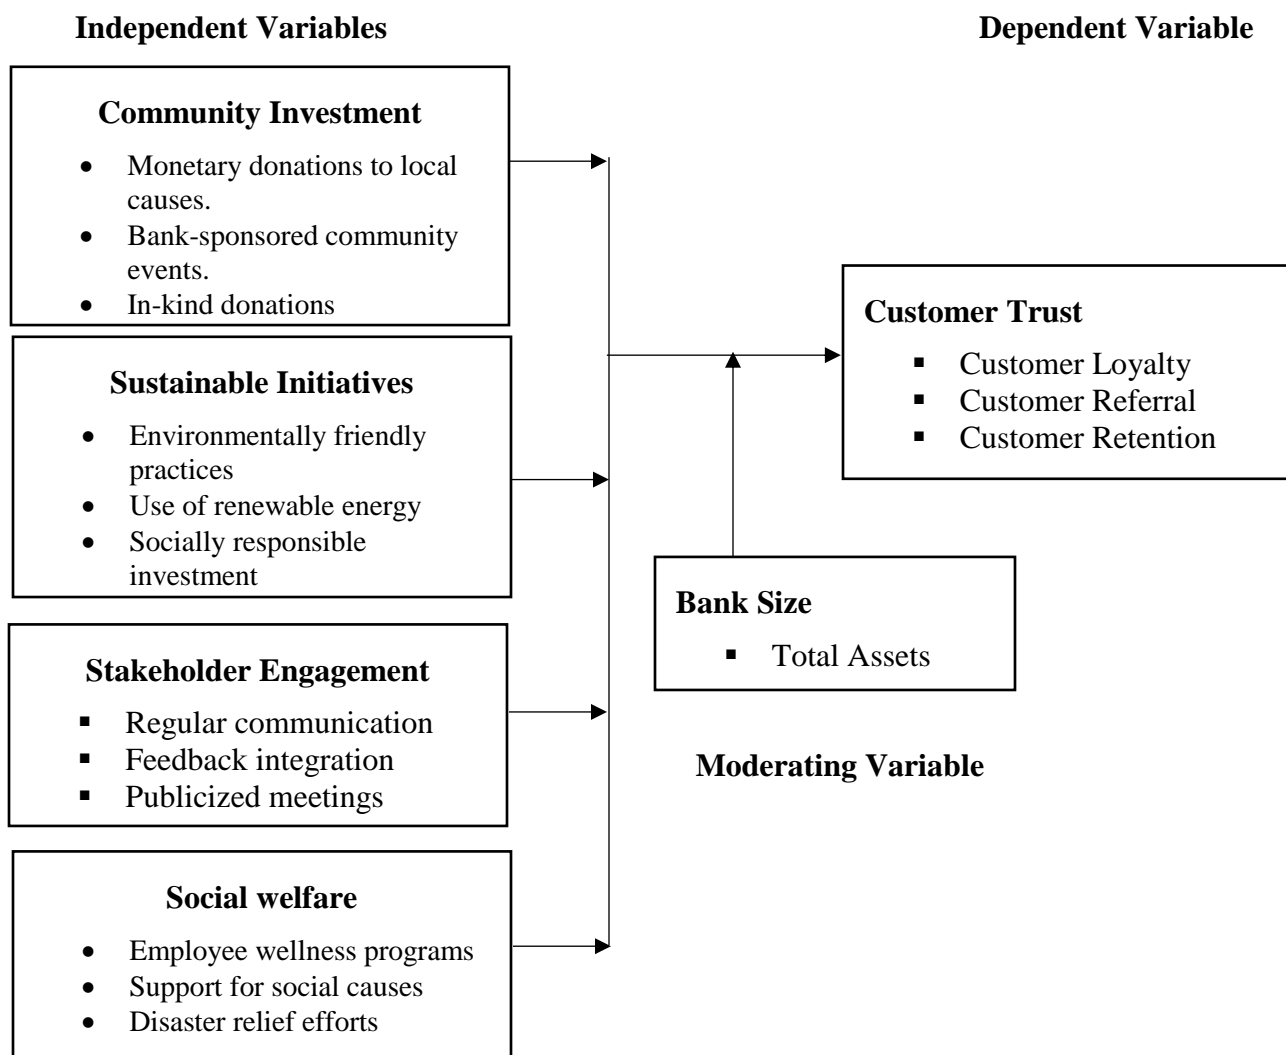 Independent Variables
Dependent Variable
Community Investment
• Monetary donations to local
causes.
• Bank-sponsored community
events.
• In-kind donations
Sustainable Initiatives
• Environmentally friendly
practices
• Use of renewable energy
• Socially responsible
investment
Stakeholder Engagement
▪ Regular communication
▪ Feedback integration
▪ Publicized meetings
Social welfare
• Employee wellness programs
• Support for social causes
• Disaster relief efforts
Customer Trust
▪ Customer Loyalty
▪ Customer Referral
▪ Customer Retention
Bank Size
▪ Total Assets
Moderating Variable